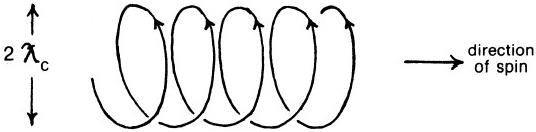 2 ƛc
direction
of spin